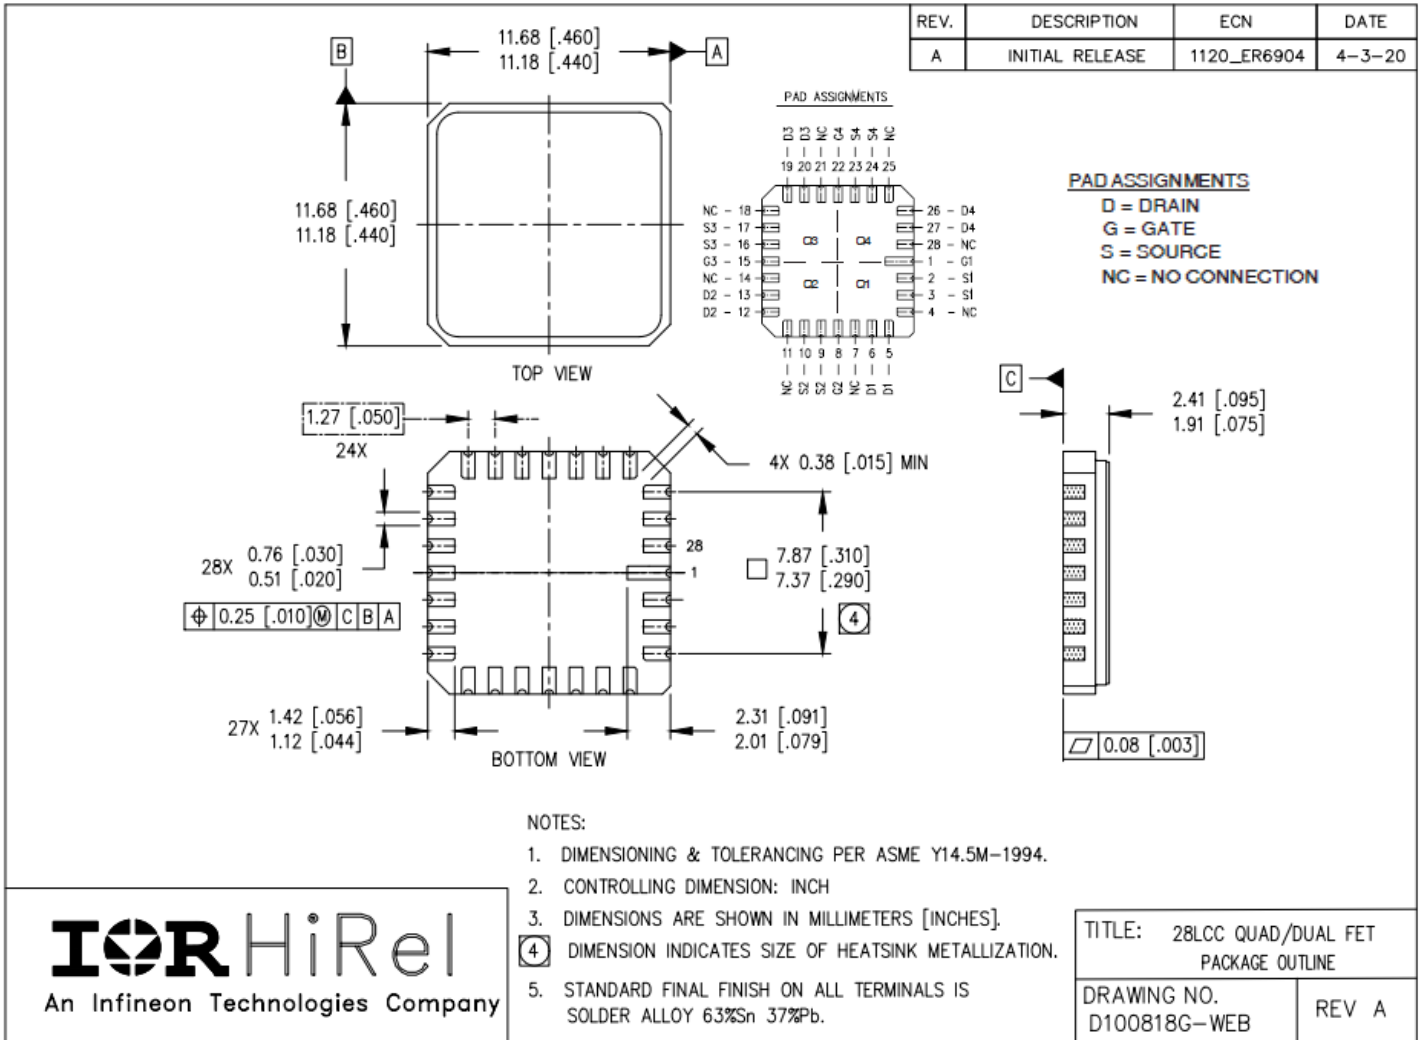 REV. DESCRIPTION ECN DATE
A INITIAL RELEASE 1120_ER6904 4-3-20
B
11.68 [.460]
11.18 [.440]
A
11.68 [.460]
11.18 [.440]
TOP VIEW
PAD ASSIGNMENTS
D3 D3 NC G4 S4 S4 NC
19 20 21 22 23 24 25
NC - 18
S3 - 17
S3 - 16
G3 - 15
NC - 14
D2 - 13
D2 - 12
26 - D4
27 - D4
28 - NC
1 - G1
2 - S1
3 - S1
4 - NC
Q3 Q4
Q2 Q1
11 10 9 8 7 6 5
NC S2 S2 G2 NC D1 D1
PAD ASSIGNMENTS
D = DRAIN
G = GATE
S = SOURCE
NC = NO CONNECTION
1.27 [.050]
24X
4X 0.38 [.015] MIN
28X 0.76 [.030]
0.51 [.020]
0.25 [.010] Ⓜ C B A
28
1
7.87 [.310]
7.37 [.290]
4
27X 1.42 [.056]
1.12 [.044]
2.31 [.091]
2.01 [.079]
BOTTOM VIEW
C
2.41 [.095]
1.91 [.075]
0.08 [.003]
NOTES:
1. DIMENSIONING & TOLERANCING PER ASME Y14.5M-1994.
2. CONTROLLING DIMENSION: INCH
3. DIMENSIONS ARE SHOWN IN MILLIMETERS [INCHES].
4 DIMENSION INDICATES SIZE OF HEATSINK METALLIZATION.
5. STANDARD FINAL FINISH ON ALL TERMINALS IS
SOLDER ALLOY 63%Sn 37%Pb.
IOR HiRel
An Infineon Technologies Company
TITLE: 28LCC QUAD/DUAL FET
PACKAGE OUTLINE
DRAWING NO.
D100818G-WEB
REV A